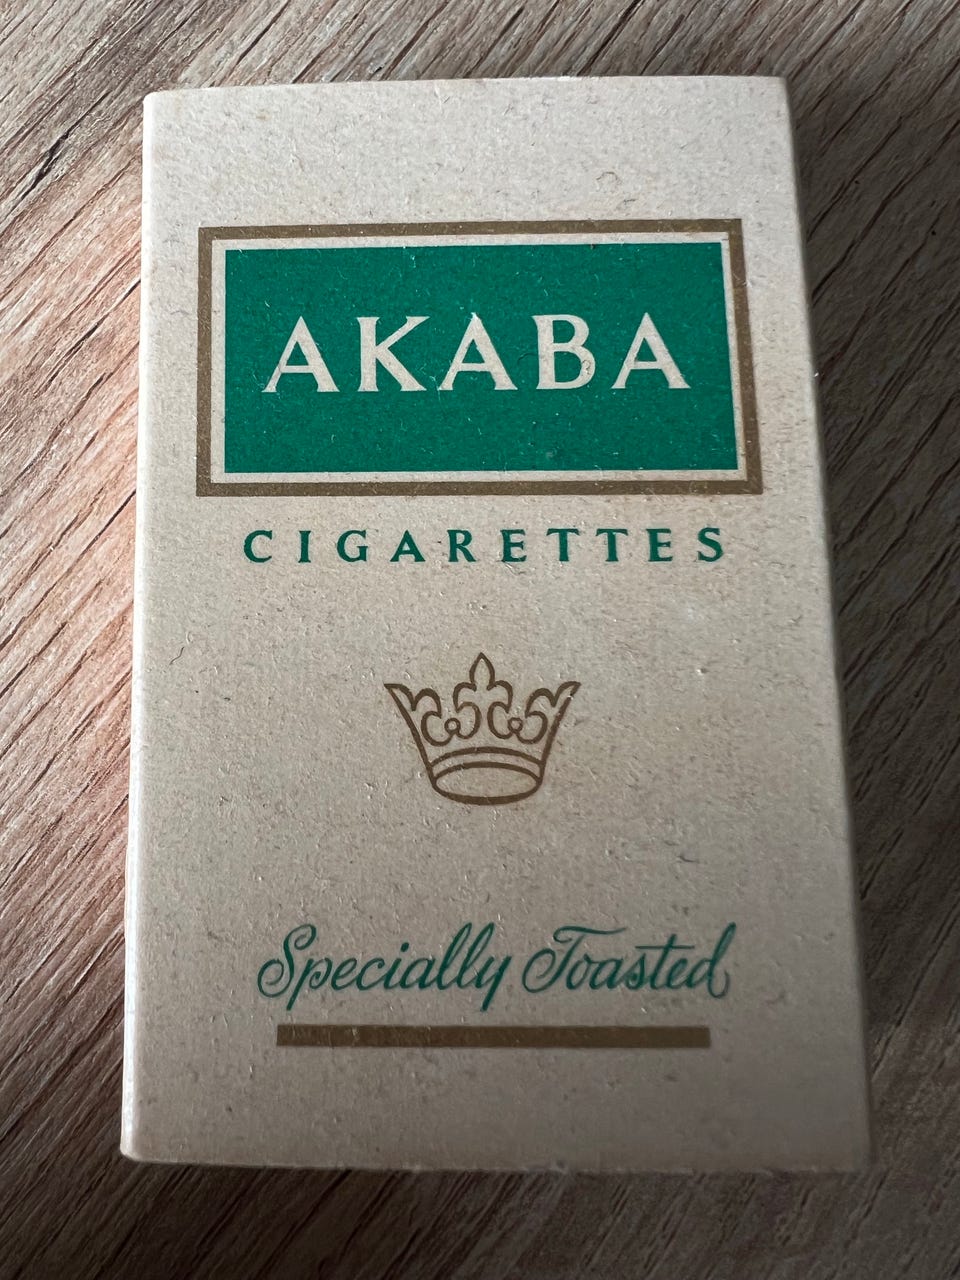 AKABA
CIGARETTES
Specially Toasted